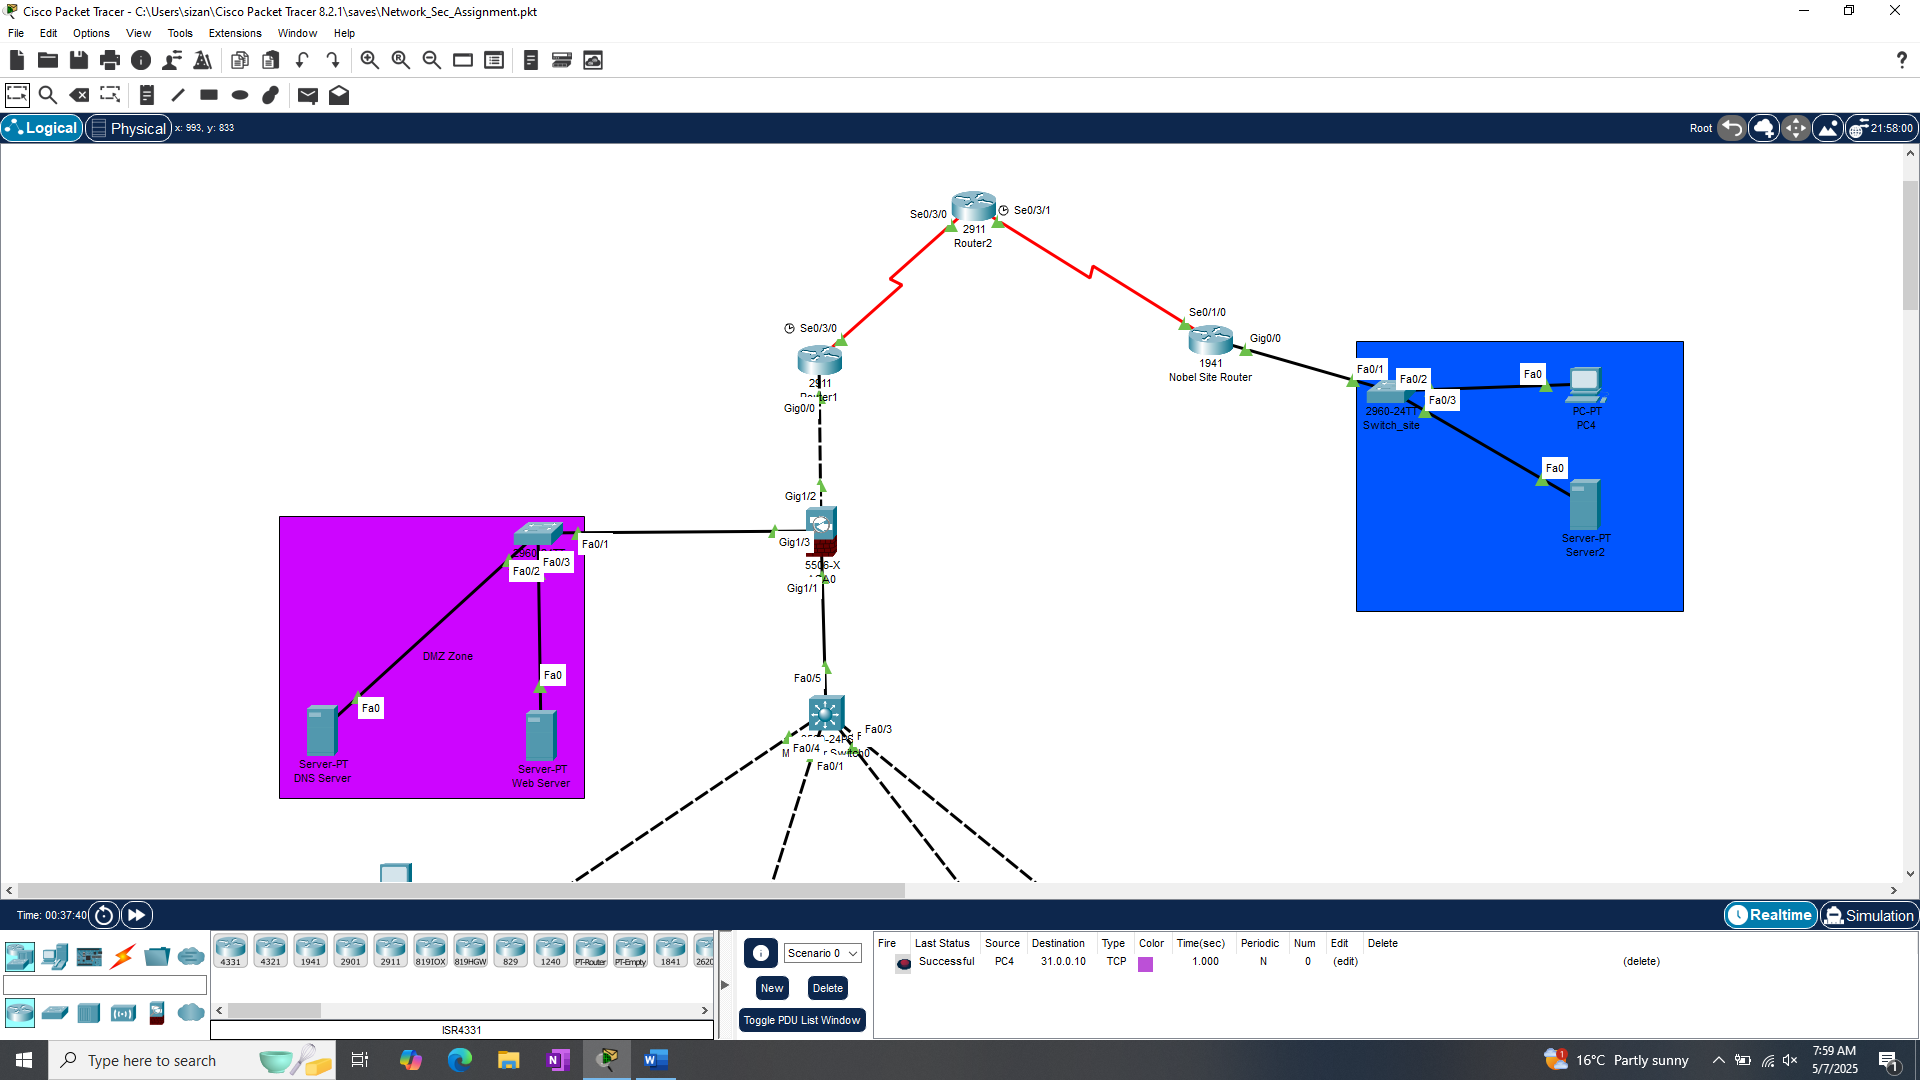 Cisco Packet Tracer - C:\Users\sizan\Cisco Packet Tracer 8.2.1\saves\Network_Sec_Assignment.pkt
File Edit Options View Tools Extensions Window Help
Logical Physical x: 993, y: 833
Root 21:58:00
Se0/3/0
Se0/3/1
2911
Router2
Se0/3/0
2911
Router1
Gig0/0
Se0/1/0
Gig0/0
1941
Nobel Site Router
Fa0/1
Fa0/2
Fa0/3
2960-24TT
Switch_site
Fa0
PC-PT
PC4
Fa0
Server-PT
Server2
Gig1/2
Gig1/3
5506-X
ASA0
Gig1/1
Fa0/1
Fa0/3
Fa0/2
DMZ Zone
Fa0
Fa0
Server-PT
DNS Server
Server-PT
Web Server
Fa0/5
Fa0/3
Fa0/4
Fa0/1
Time: 00:37:40
Realtime Simulation
4331 4321 1941 2901 2911 819IOX 819HGW 829 1240 PT-Router PT-Empty 1841 2620
ISR4331
Scenario 0
New Delete
Toggle PDU List Window
Fire Last Status Source Destination Type Color Time(sec) Periodic Num Edit Delete
Successful PC4 31.0.0.10 TCP 1.000 N 0 (edit) (delete)
Type here to search
16°C Partly sunny
7:59 AM
5/7/2025